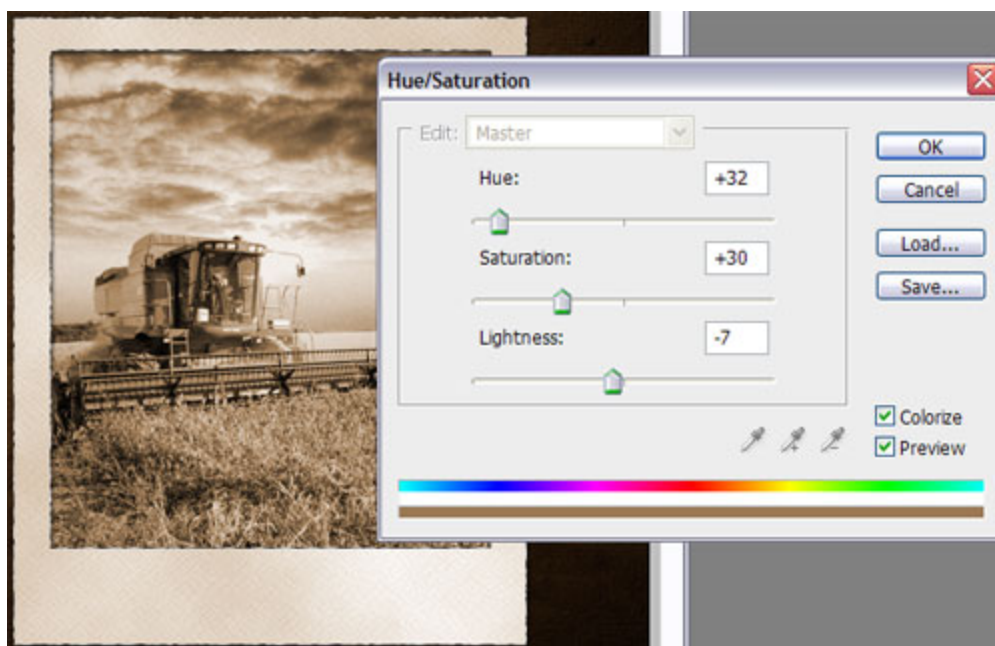 Hue/Saturation
Edit: Master
Hue: +32
Saturation: +30
Lightness: -7
OK
Cancel
Load...
Save...
Colorize
Preview